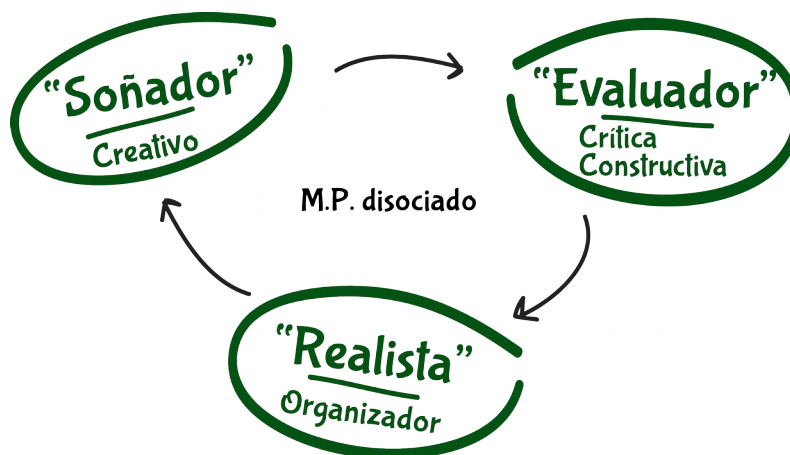 “Soñador”
Creativo
“Evaluador”
Crítica
Constructiva
M.P. disociado
“Realista”
Organizador